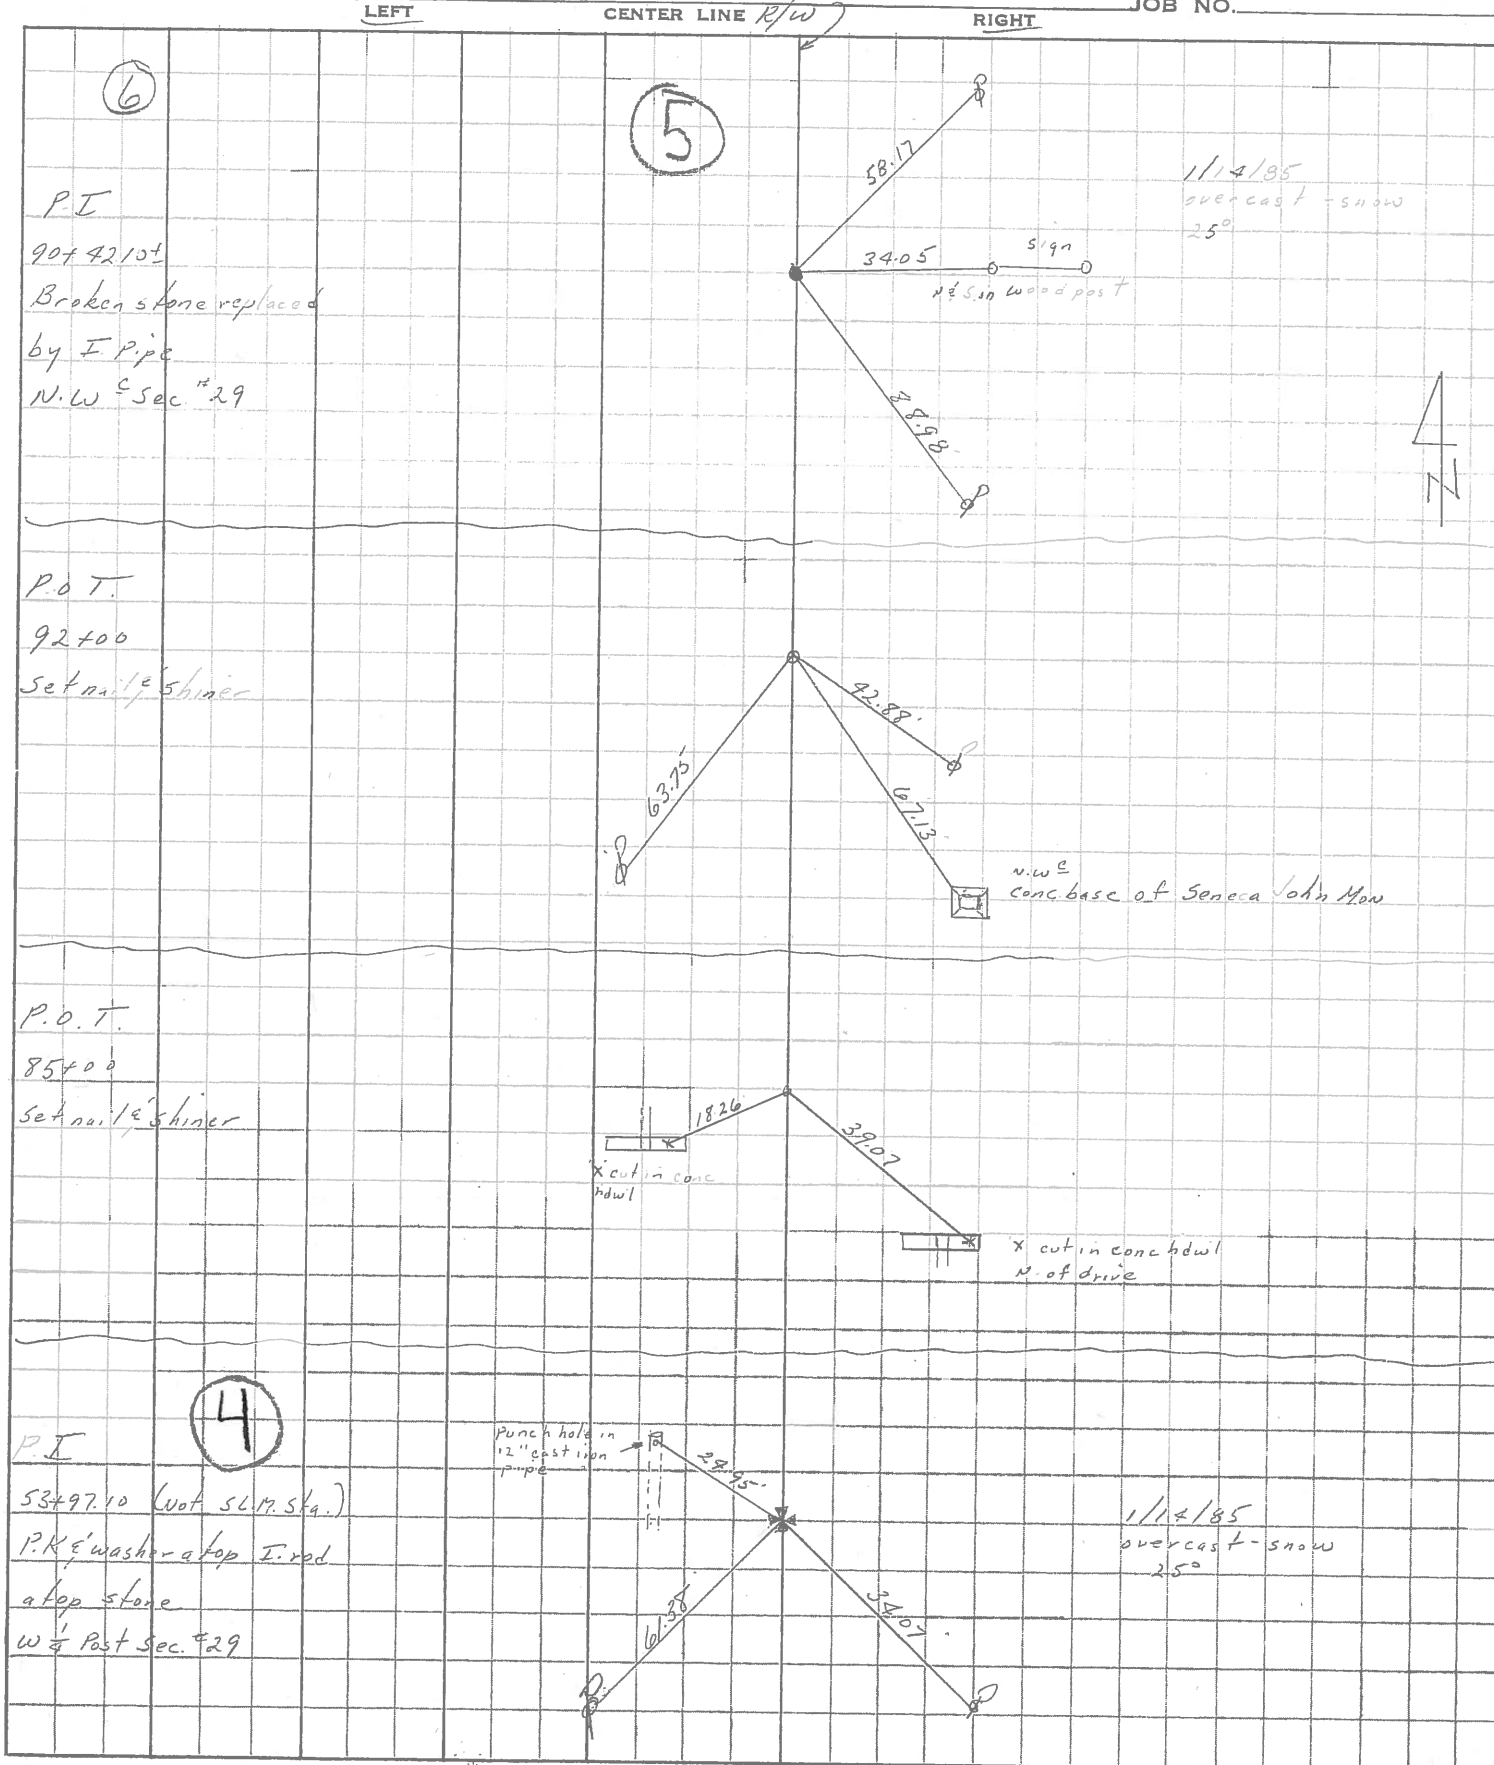 LEFT
CENTER LINE R/W
RIGHT
JOB NO.
6
5
58.17
1/14/85
overcast - snow
25°
P.I
90+42.10±
Broken stone replaced
by I Pipe
N.W c Sec. #29
34.05
sign
N & S in wood post
28.98
N
P.O.T.
92+00
Set nail & shiner
42.88'
63.75'
67.13
N.W c
Conc. base of Seneca John Mon
P.O.T.
85+00
Set nail & shiner
18.26
39.07
"X" cut in conc
hdwl
X cut in conc hdwl
N. of drive
4
P.I
53+97.10 (Not S.L.M. Sta.)
P.K & washer atop I. rod
atop stone
W ¼ Post Sec. #29
Punch hole in
12" cast iron
pipe
24.95
61.38
34.07
1/14/85
overcast - snow
25°